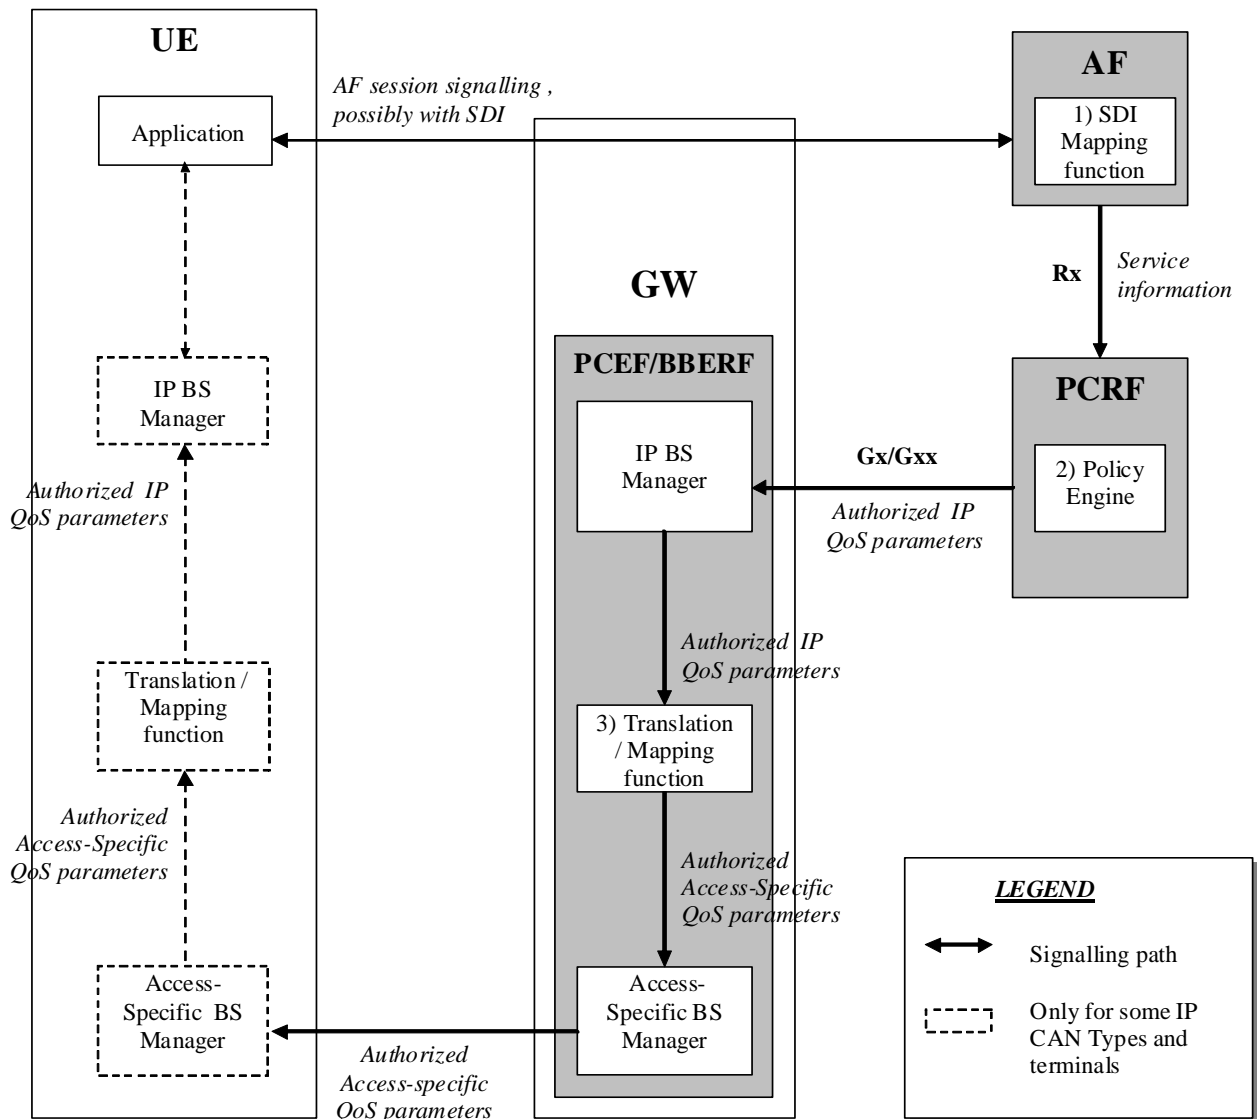 UE
Application
AF session signalling ,
possibly with SDI
AF
1) SDI
Mapping
function
Rx
Service
information
GW
PCEF/BBERF
IP BS
Manager
PCRF
2) Policy
Engine
Gx/Gxx
Authorized IP
QoS parameters
IP BS
Manager
Authorized IP
QoS parameters
Authorized IP
QoS parameters
Translation /
Mapping
function
3) Translation
/ Mapping
function
Authorized
Access-Specific
QoS parameters
Authorized
Access-Specific
QoS parameters
Access-
Specific BS
Manager
Access-
Specific BS
Manager
Authorized
Access-specific
QoS parameters
LEGEND
Signalling path
Only for some IP
CAN Types and
terminals